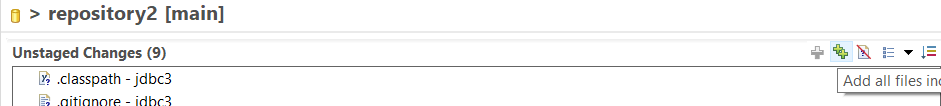 > repository2 [main]
Unstaged Changes (9)
.classpath - jdbc3
Add all files inc
.gitignore - jdbc3